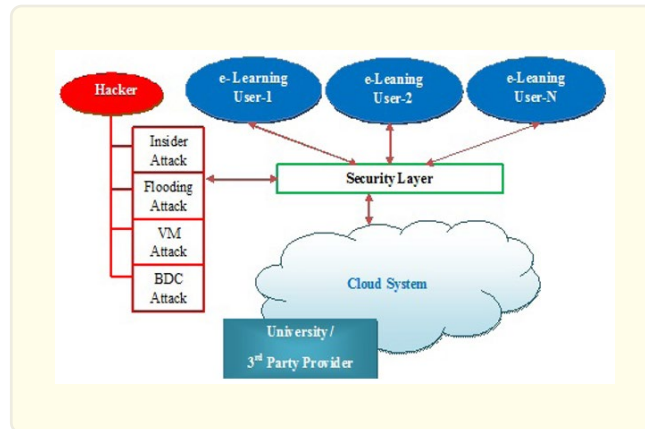 Hacker
e-Learning
User-1
e-Leaning
User-2
e-Leaning
User-N
Insider
Attack
Flooding
Attack
VM
Attack
BDC
Attack
Security Layer
Cloud System
University /
3rd Party Provider